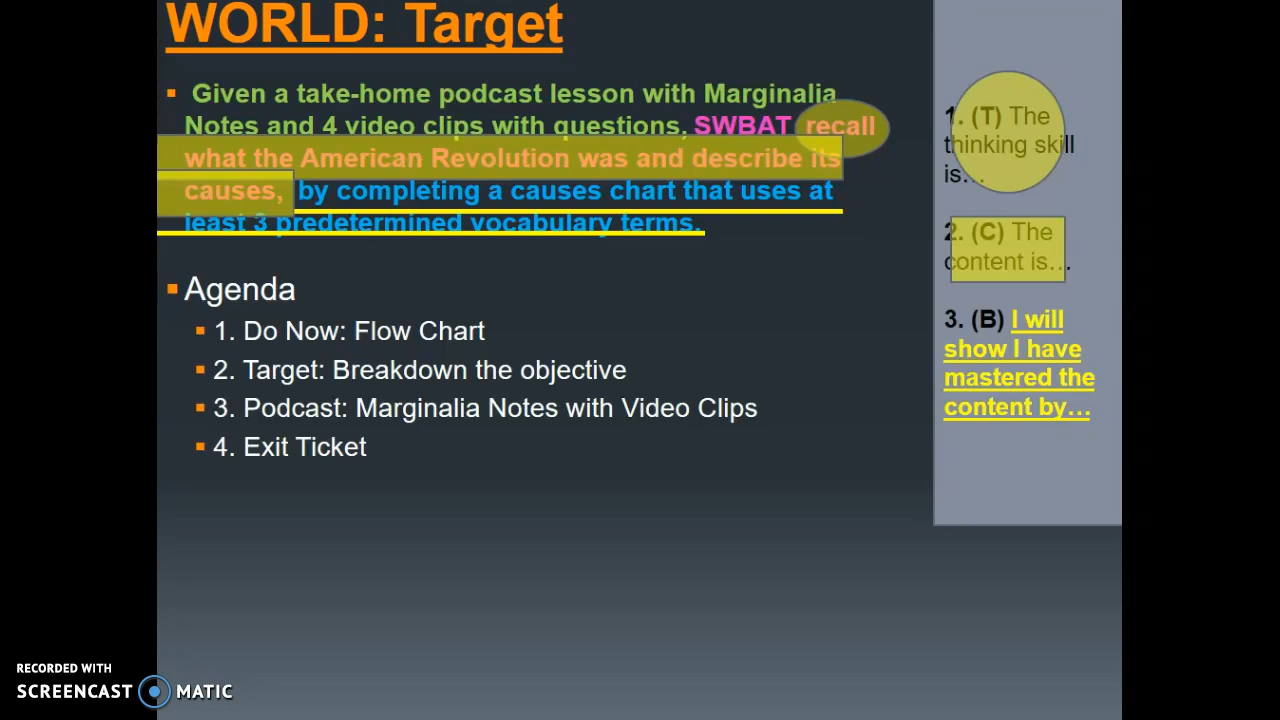 WORLD: Target
Given a take-home podcast lesson with Marginalia
Notes and 4 video clips with questions, SWBAT recall
what the American Revolution was and describe its
causes, by completing a causes chart that uses at
least 3 predetermined vocabulary terms.
Agenda
1. Do Now: Flow Chart
2. Target: Breakdown the objective
3. Podcast: Marginalia Notes with Video Clips
4. Exit Ticket
1. (T) The
thinking skill
is...
2. (C) The
content is...
3. (B) I will
show I have
mastered the
content by...
RECORDED WITH
SCREENCAST MATIC